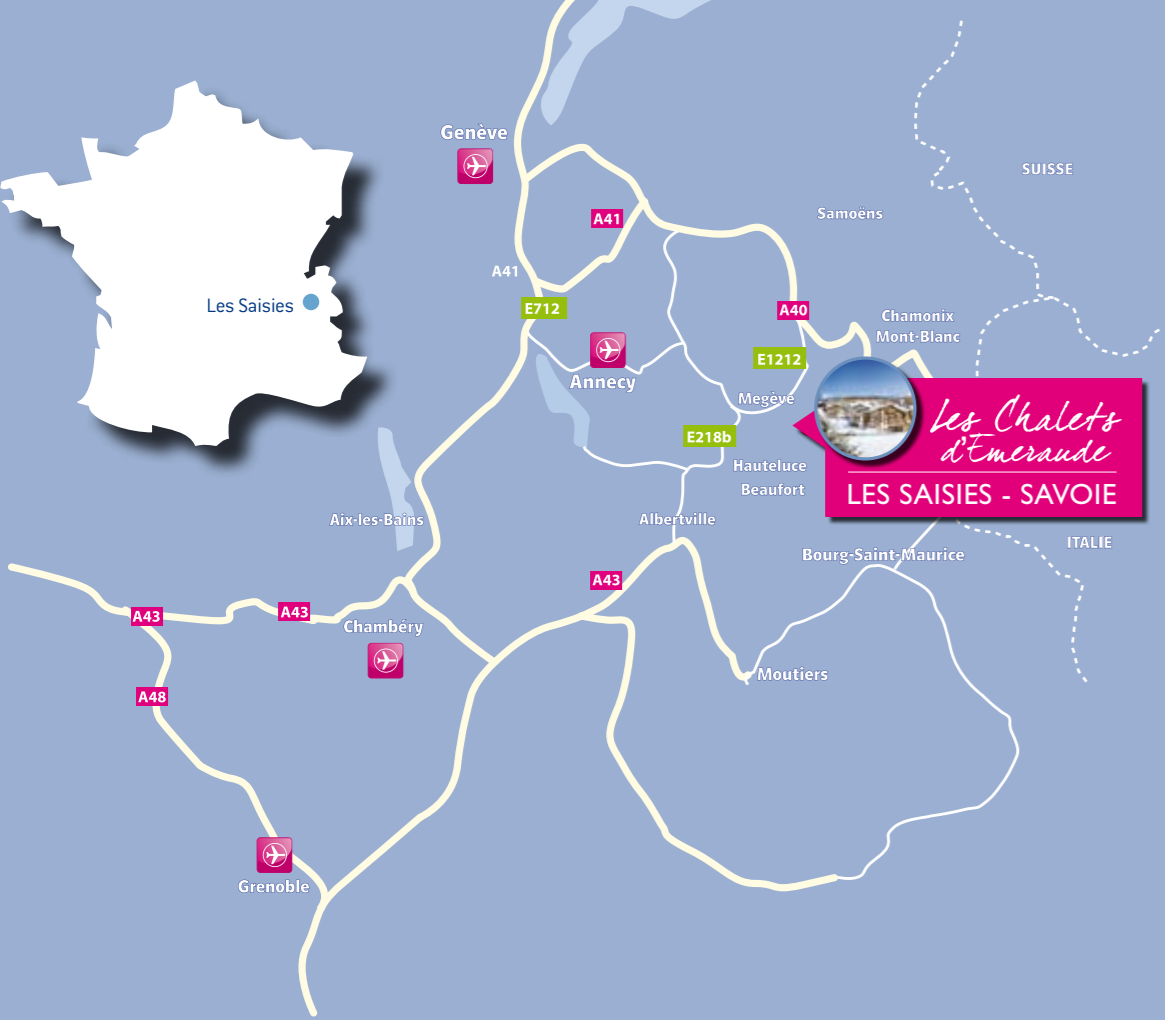 Genève
SUISSE
Samoëns
A41
A41
Les Saisies
E712
A40
Chamonix
Mont-Blanc
E1212
Annecy
Megève
Les Chalets
d'Emeraude
LES SAISIES - SAVOIE
E218b
Hauteluce
Beaufort
Aix-les-Bains
Albertville
ITALIE
Bourg-Saint-Maurice
A43
A43
A43
Chambéry
Moutiers
A48
Grenoble